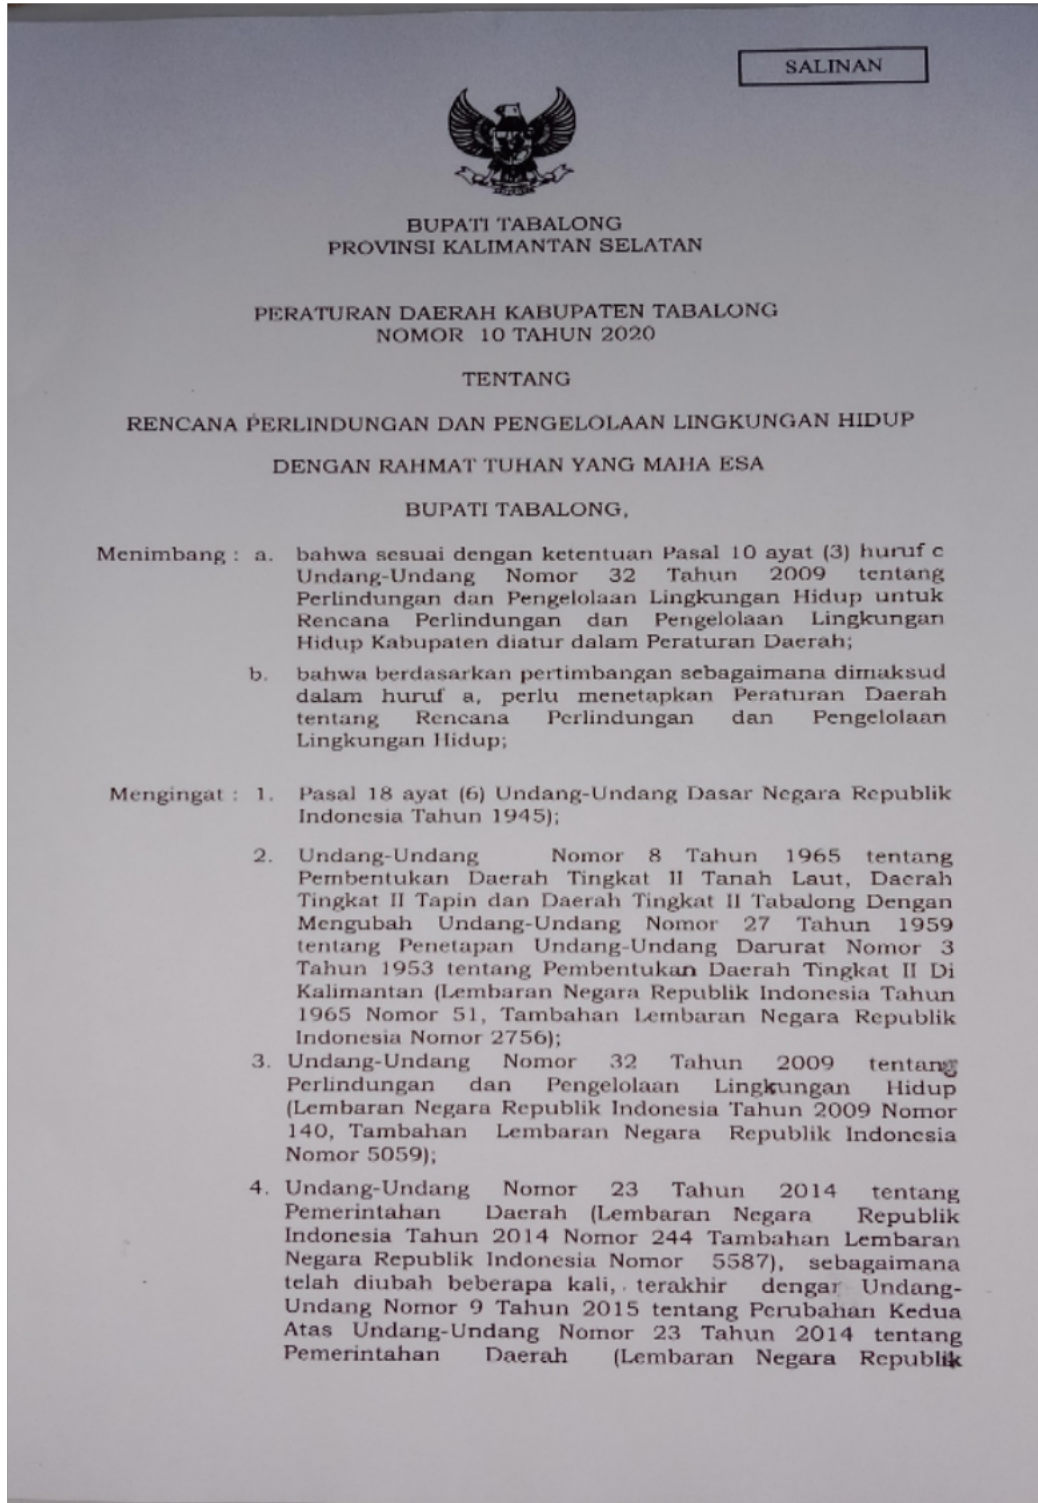 SALINAN
BUPATI TABALONG
PROVINSI KALIMANTAN SELATAN
PERATURAN DAERAH KABUPATEN TABALONG
NOMOR 10 TAHUN 2020
TENTANG
RENCANA PERLINDUNGAN DAN PENGELOLAAN LINGKUNGAN HIDUP
DENGAN RAHMAT TUHAN YANG MAHA ESA
BUPATI TABALONG,
Menimbang : a. bahwa sesuai dengan ketentuan Pasal 10 ayat (3) huruf c
Undang-Undang Nomor 32 Tahun 2009 tentang
Perlindungan dan Pengelolaan Lingkungan Hidup untuk
Rencana Perlindungan dan Pengelolaan Lingkungan
Hidup Kabupaten diatur dalam Peraturan Daerah;
b. bahwa berdasarkan pertimbangan sebagaimana dimaksud
dalam huruf a, perlu menetapkan Peraturan Daerah
tentang Rencana Perlindungan dan Pengelolaan
Lingkungan Hidup;
Mengingat : 1. Pasal 18 ayat (6) Undang-Undang Dasar Negara Republik
Indonesia Tahun 1945);
2. Undang-Undang Nomor 8 Tahun 1965 tentang
Pembentukan Daerah Tingkat II Tanah Laut, Daerah
Tingkat II Tapin dan Daerah Tingkat II Tabalong Dengan
Mengubah Undang-Undang Nomor 27 Tahun 1959
tentang Penetapan Undang-Undang Darurat Nomor 3
Tahun 1953 tentang Pembentukan Daerah Tingkat II Di
Kalimantan (Lembaran Negara Republik Indonesia Tahun
1965 Nomor 51, Tambahan Lembaran Negara Republik
Indonesia Nomor 2756);
3. Undang-Undang Nomor 32 Tahun 2009 tentang
Perlindungan dan Pengelolaan Lingkungan Hidup
(Lembaran Negara Republik Indonesia Tahun 2009 Nomor
140, Tambahan Lembaran Negara Republik Indonesia
Nomor 5059);
4. Undang-Undang Nomor 23 Tahun 2014 tentang
Pemerintahan Daerah (Lembaran Negara Republik
Indonesia Tahun 2014 Nomor 244 Tambahan Lembaran
Negara Republik Indonesia Nomor 5587), sebagaimana
telah diubah beberapa kali, terakhir dengar Undang-
Undang Nomor 9 Tahun 2015 tentang Perubahan Kedua
Atas Undang-Undang Nomor 23 Tahun 2014 tentang
Pemerintahan Daerah (Lembaran Negara Republik